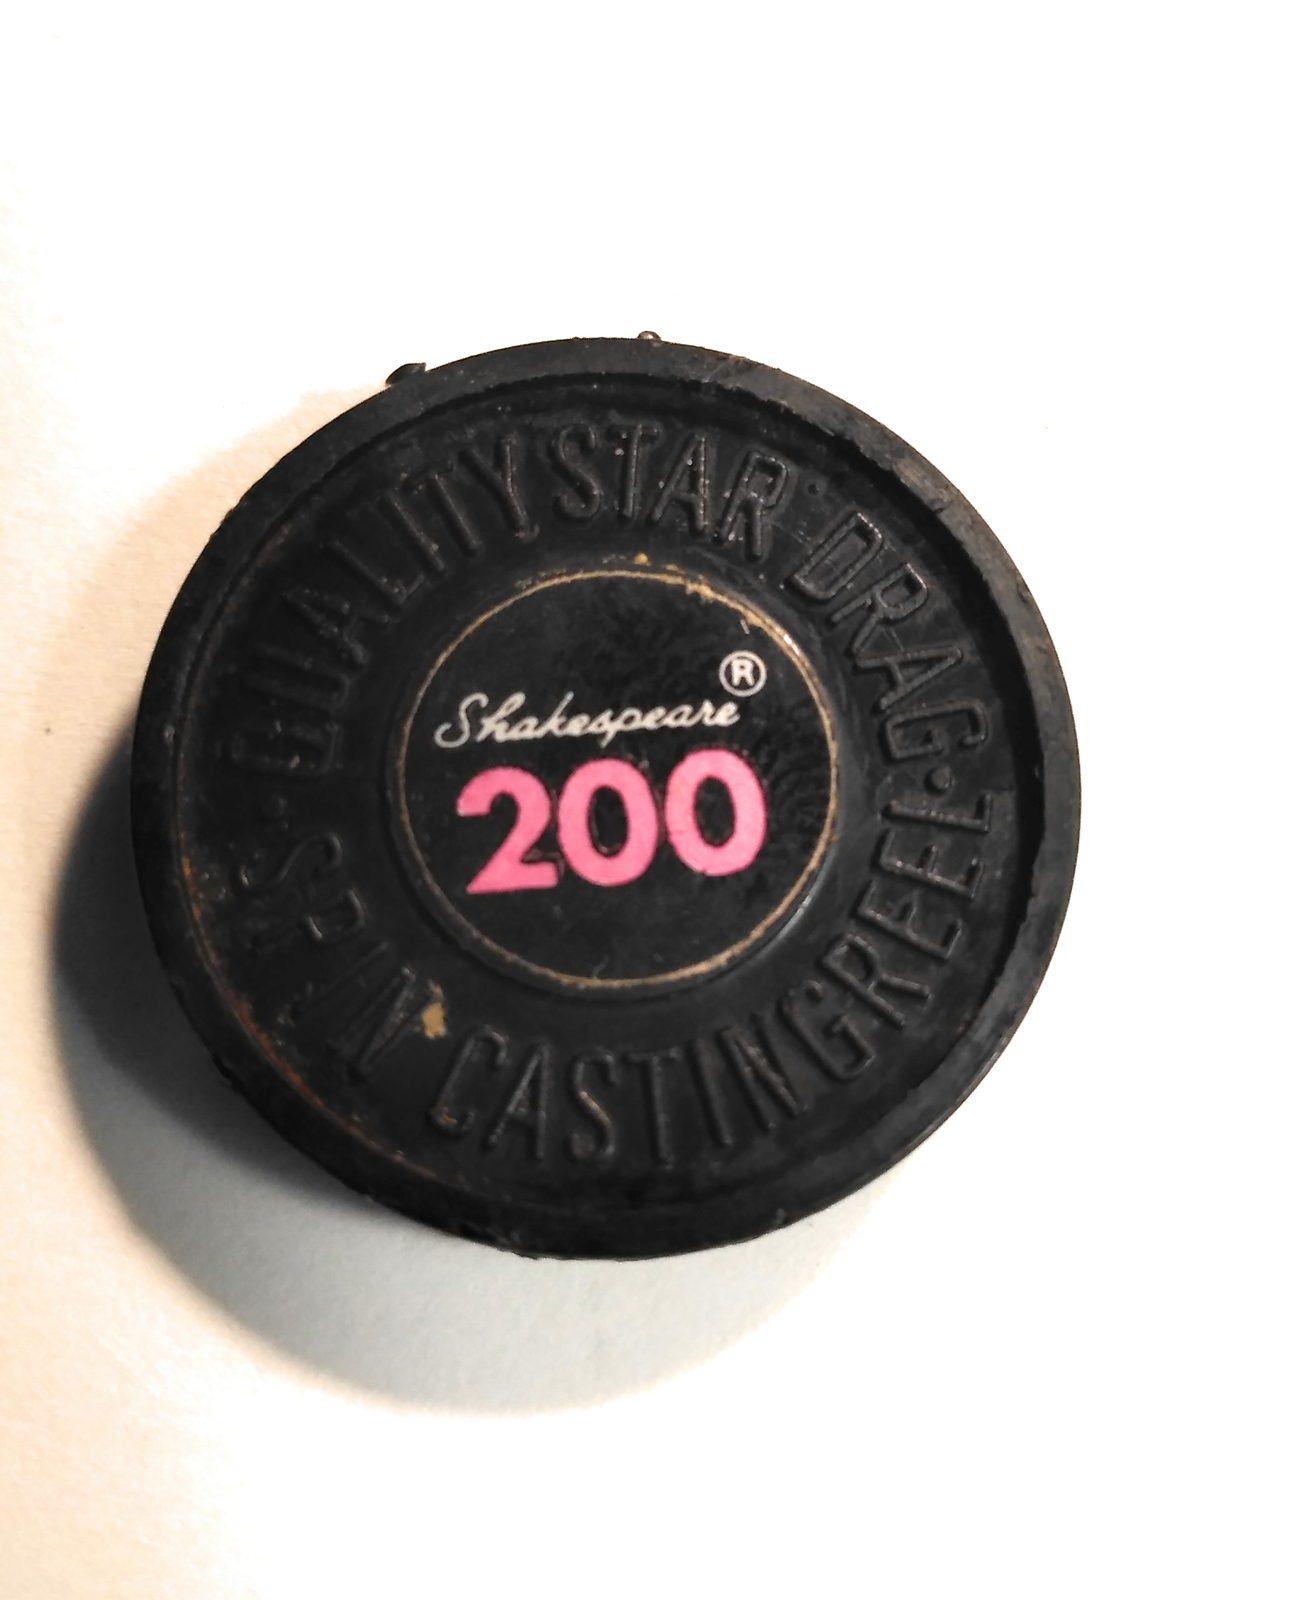 QUALITY STAR DRAG
SPIN CASTING REEL
Shakespeare®
200